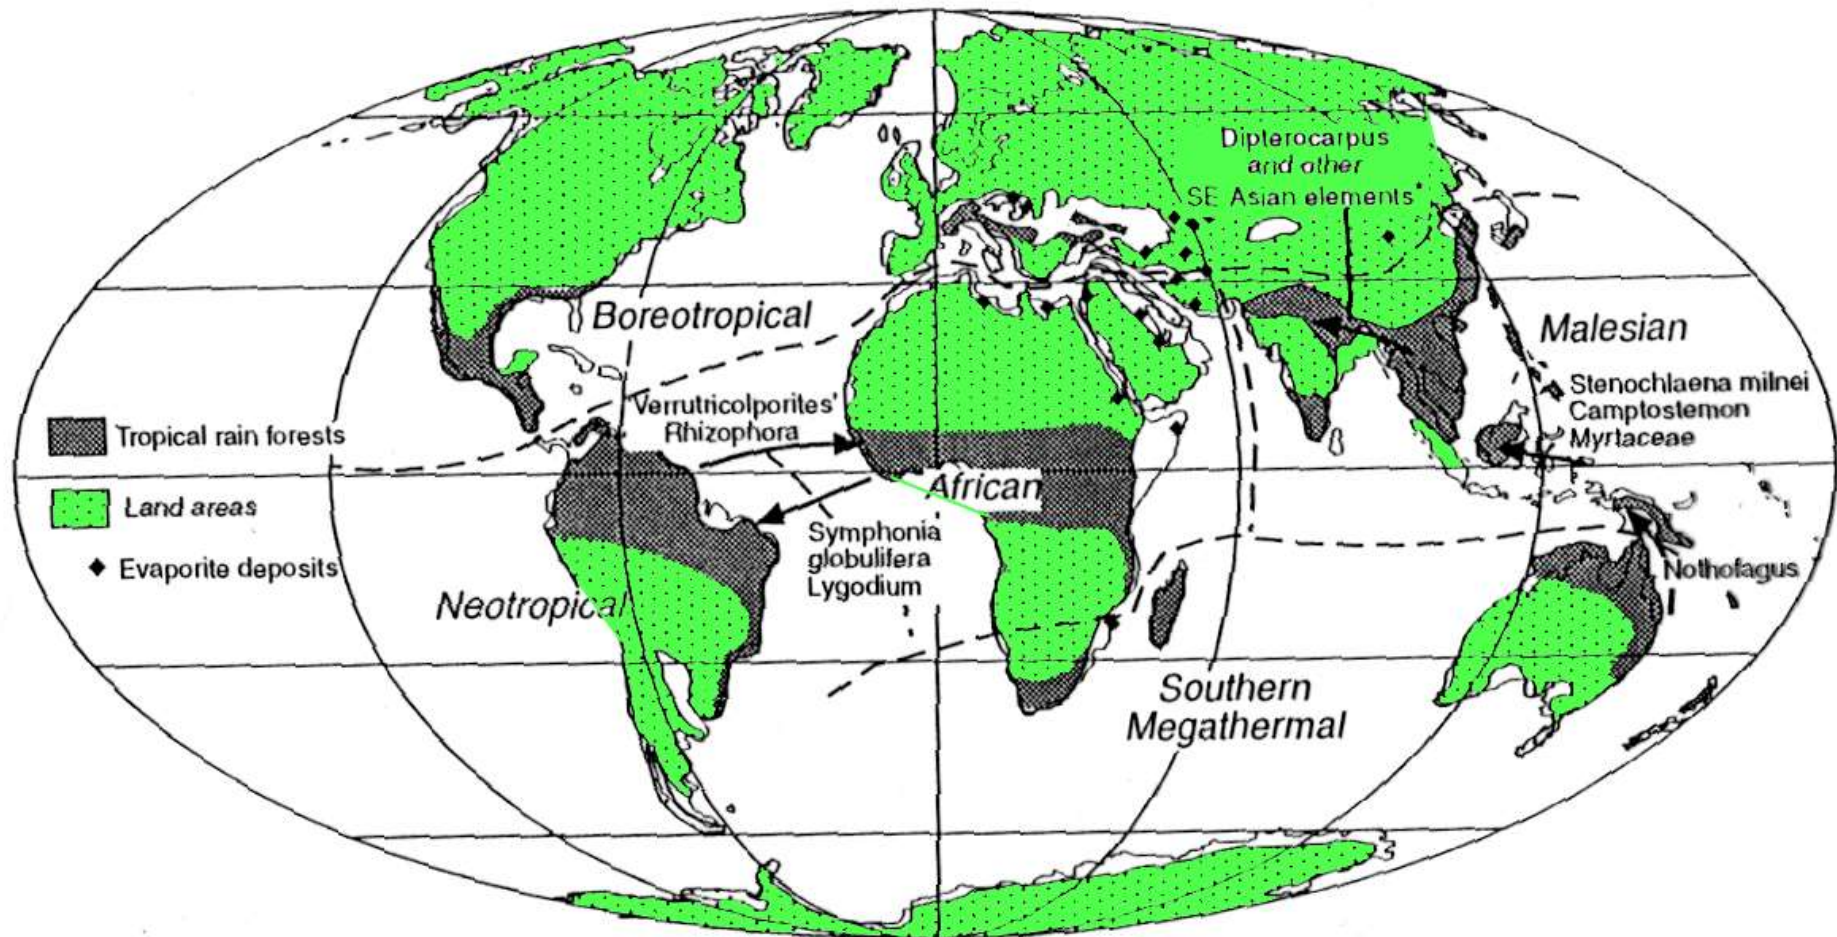 Dipterocarpus
and other
SE Asian elements*
Boreotropical
Malesian
Stenochlaena milnei
Camptostemon
Myrtaceae
'Verrutricolporites'
Rhizophora
Tropical rain forests
African
Land areas
Symphonia
globulifera
Lygodium
Evaporite deposits
Nothofagus
Neotropical
Southern
Megathermal